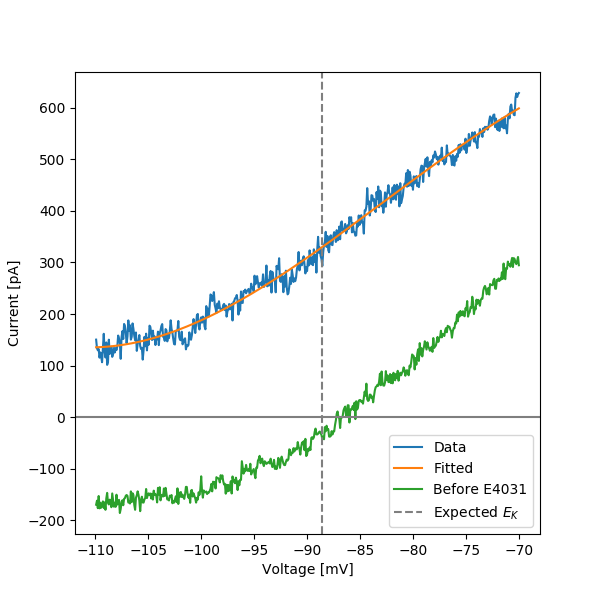 Current [pA]
600
500
400
300
200
100
0
−100
−200
Data
Fitted
Before E4031
Expected E_K
−110 −105 −100 −95 −90 −85 −80 −75 −70
Voltage [mV]